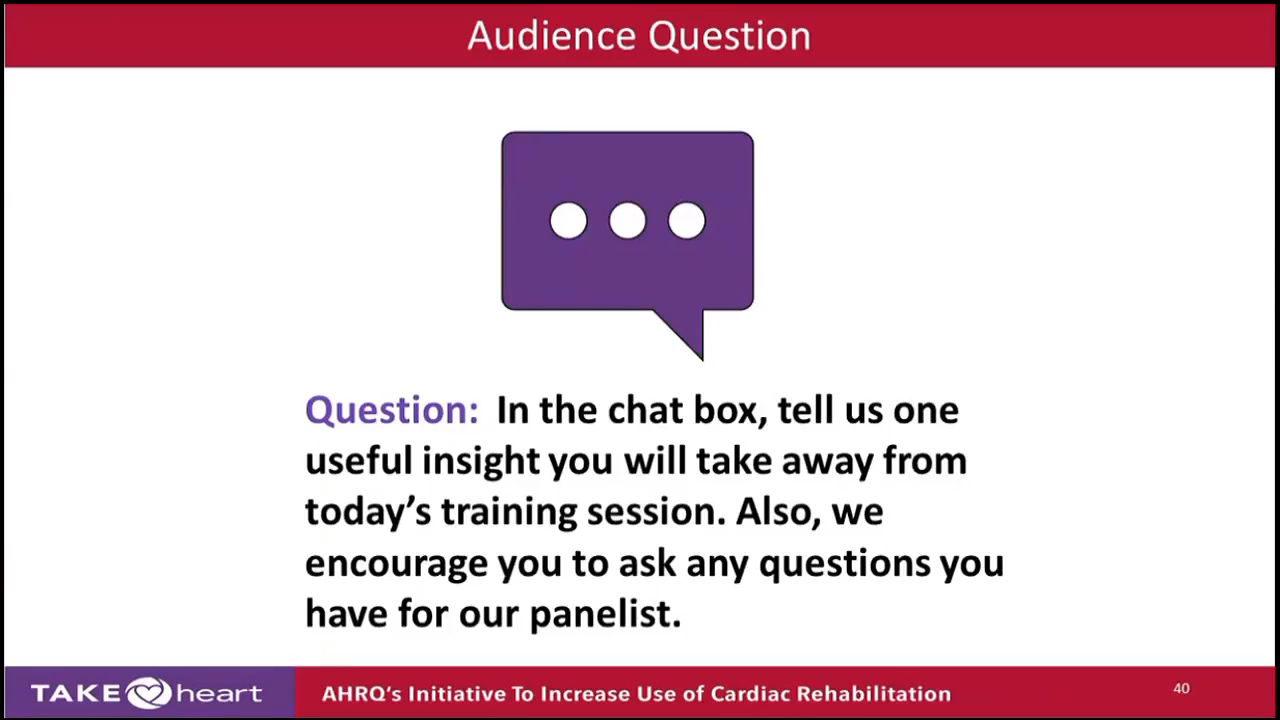 Audience Question
Question: In the chat box, tell us one
useful insight you will take away from
today’s training session. Also, we
encourage you to ask any questions you
have for our panelist.
TAKE heart
AHRQ’s Initiative To Increase Use of Cardiac Rehabilitation
40